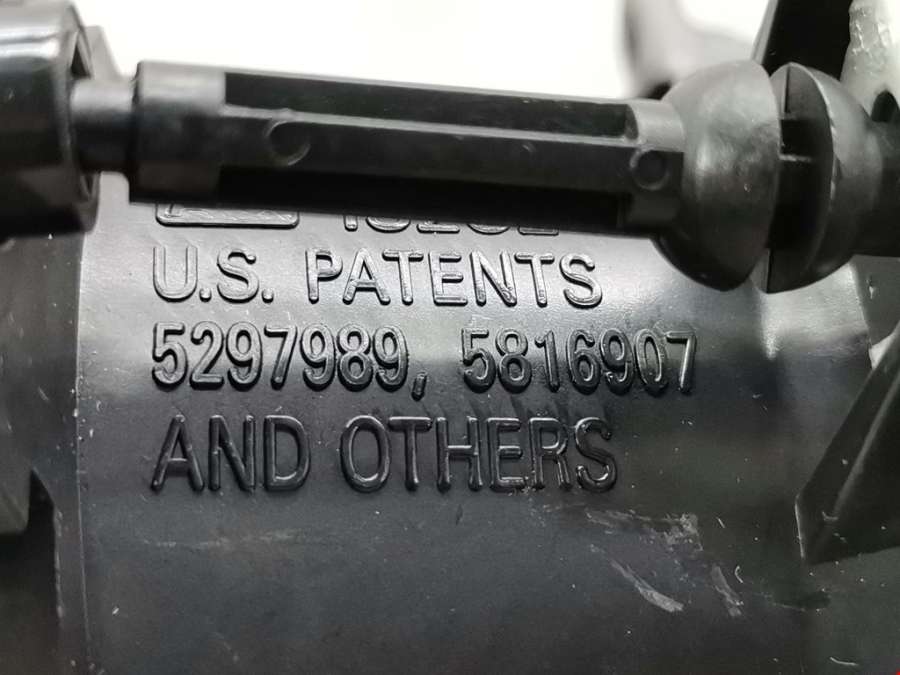 U.S. PATENTS
5297989, 5816907
AND OTHERS